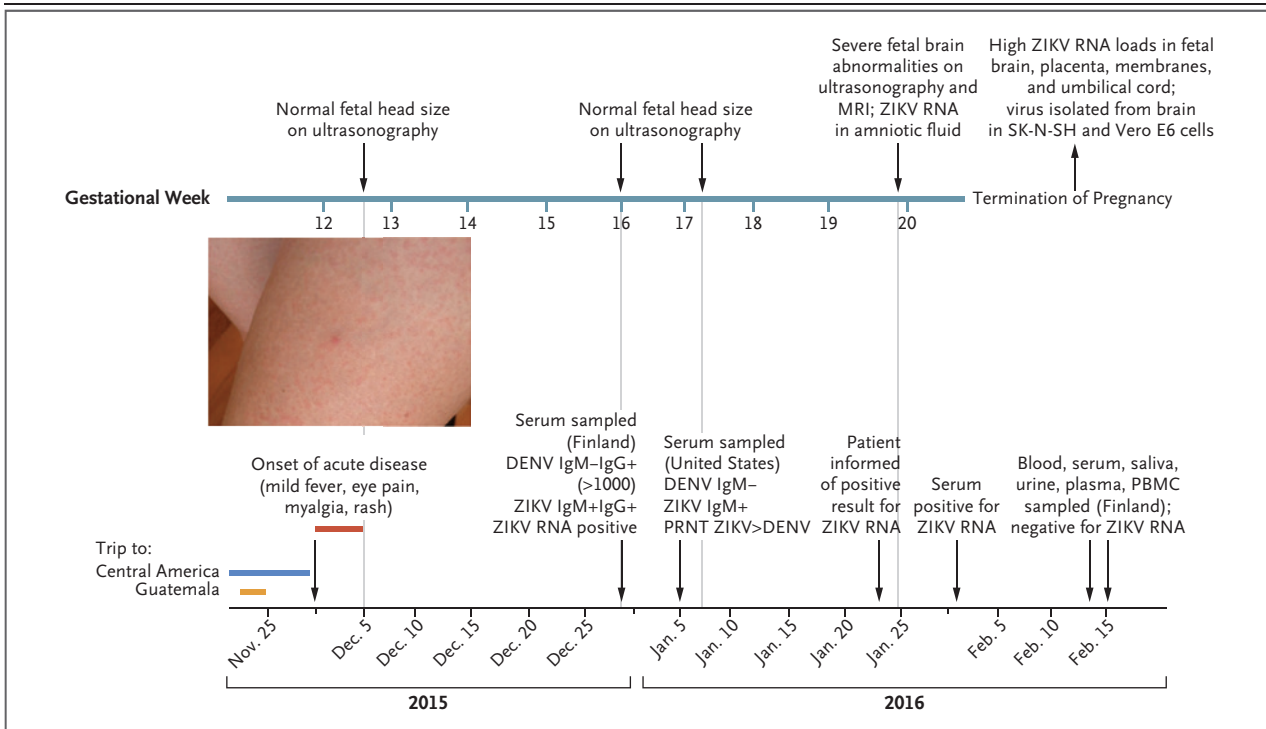 Normal fetal head size
on ultrasonography
Normal fetal head size
on ultrasonography
Severe fetal brain
abnormalities on
ultrasonography and
MRI; ZIKV RNA
in amniotic fluid
High ZIKV RNA loads in fetal
brain, placenta, membranes,
and umbilical cord;
virus isolated from brain
in SK-N-SH and Vero E6 cells
Gestational Week
Termination of Pregnancy
12 13 14 15 16 17 18 19 20
Onset of acute disease
(mild fever, eye pain,
myalgia, rash)
Serum sampled
(Finland)
DENV IgM–IgG+
(>1000)
ZIKV IgM+IgG+
ZIKV RNA positive
Serum sampled
(United States)
DENV IgM–
ZIKV IgM+
PRNT ZIKV>DENV
Patient
informed
of positive
result for
ZIKV RNA
Serum
positive for
ZIKV RNA
Blood, serum, saliva,
urine, plasma, PBMC
sampled (Finland);
negative for ZIKV RNA
Trip to:
Central America
Guatemala
Nov. 25 Dec. 5 Dec. 10 Dec. 15 Dec. 20 Dec. 25 Jan. 5 Jan. 10 Jan. 15 Jan. 20 Jan. 25 Feb. 5 Feb. 10 Feb. 15
2015 2016